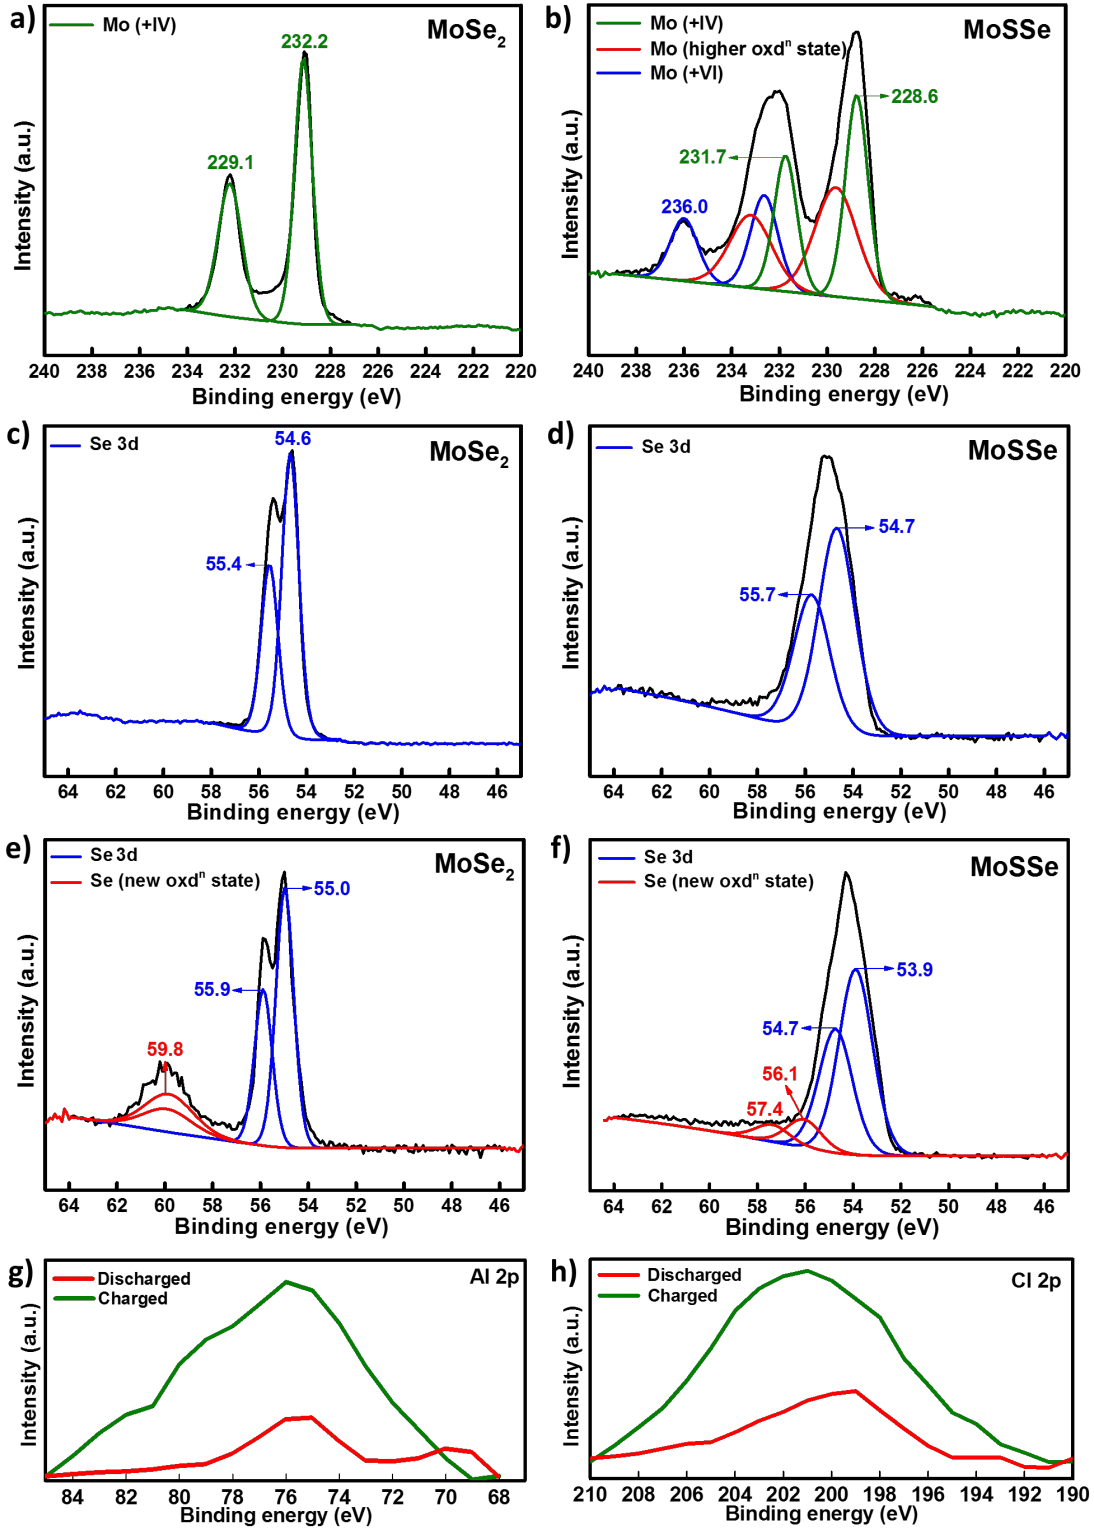 a)
Mo (+IV)
MoSe₂
232.2
229.1
Intensity (a.u.)
240 238 236 234 232 230 228 226 224 222 220
Binding energy (eV)
b)
Mo (+IV)
Mo (higher oxdⁿ state)
Mo (+VI)
MoSSe
228.6
231.7
236.0
Intensity (a.u.)
240 238 236 234 232 230 228 226 224 222 220
Binding energy (eV)
c)
Se 3d
MoSe₂
54.6
55.4
Intensity (a.u.)
64 62 60 58 56 54 52 50 48 46
Binding energy (eV)
d)
Se 3d
MoSSe
54.7
55.7
Intensity (a.u.)
64 62 60 58 56 54 52 50 48 46
Binding energy (eV)
e)
Se 3d
Se (new oxdⁿ state)
MoSe₂
55.0
55.9
59.8
Intensity (a.u.)
64 62 60 58 56 54 52 50 48 46
Binding energy (eV)
f)
Se 3d
Se (new oxdⁿ state)
MoSSe
53.9
54.7
56.1
57.4
Intensity (a.u.)
64 62 60 58 56 54 52 50 48 46
Binding energy (eV)
g)
Discharged
Charged
Al 2p
Intensity (a.u.)
84 82 80 78 76 74 72 70 68
Binding energy (eV)
h)
Discharged
Charged
Cl 2p
Intensity (a.u.)
210 208 206 204 202 200 198 196 194 192 190
Binding energy (eV)